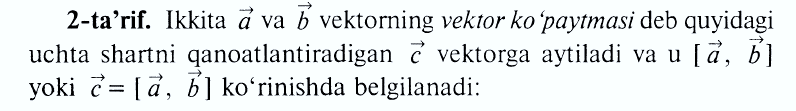 2-ta’rif. Ikkita a⃗ va b⃗ vektorning vektor ko‘paytmasi deb quyidagi
uchta shartni qanoatlantiradigan c⃗ vektorga aytiladi va u [a⃗, b⃗]
yoki c⃗ = [a⃗, b⃗] ko‘rinishda belgilanadi: